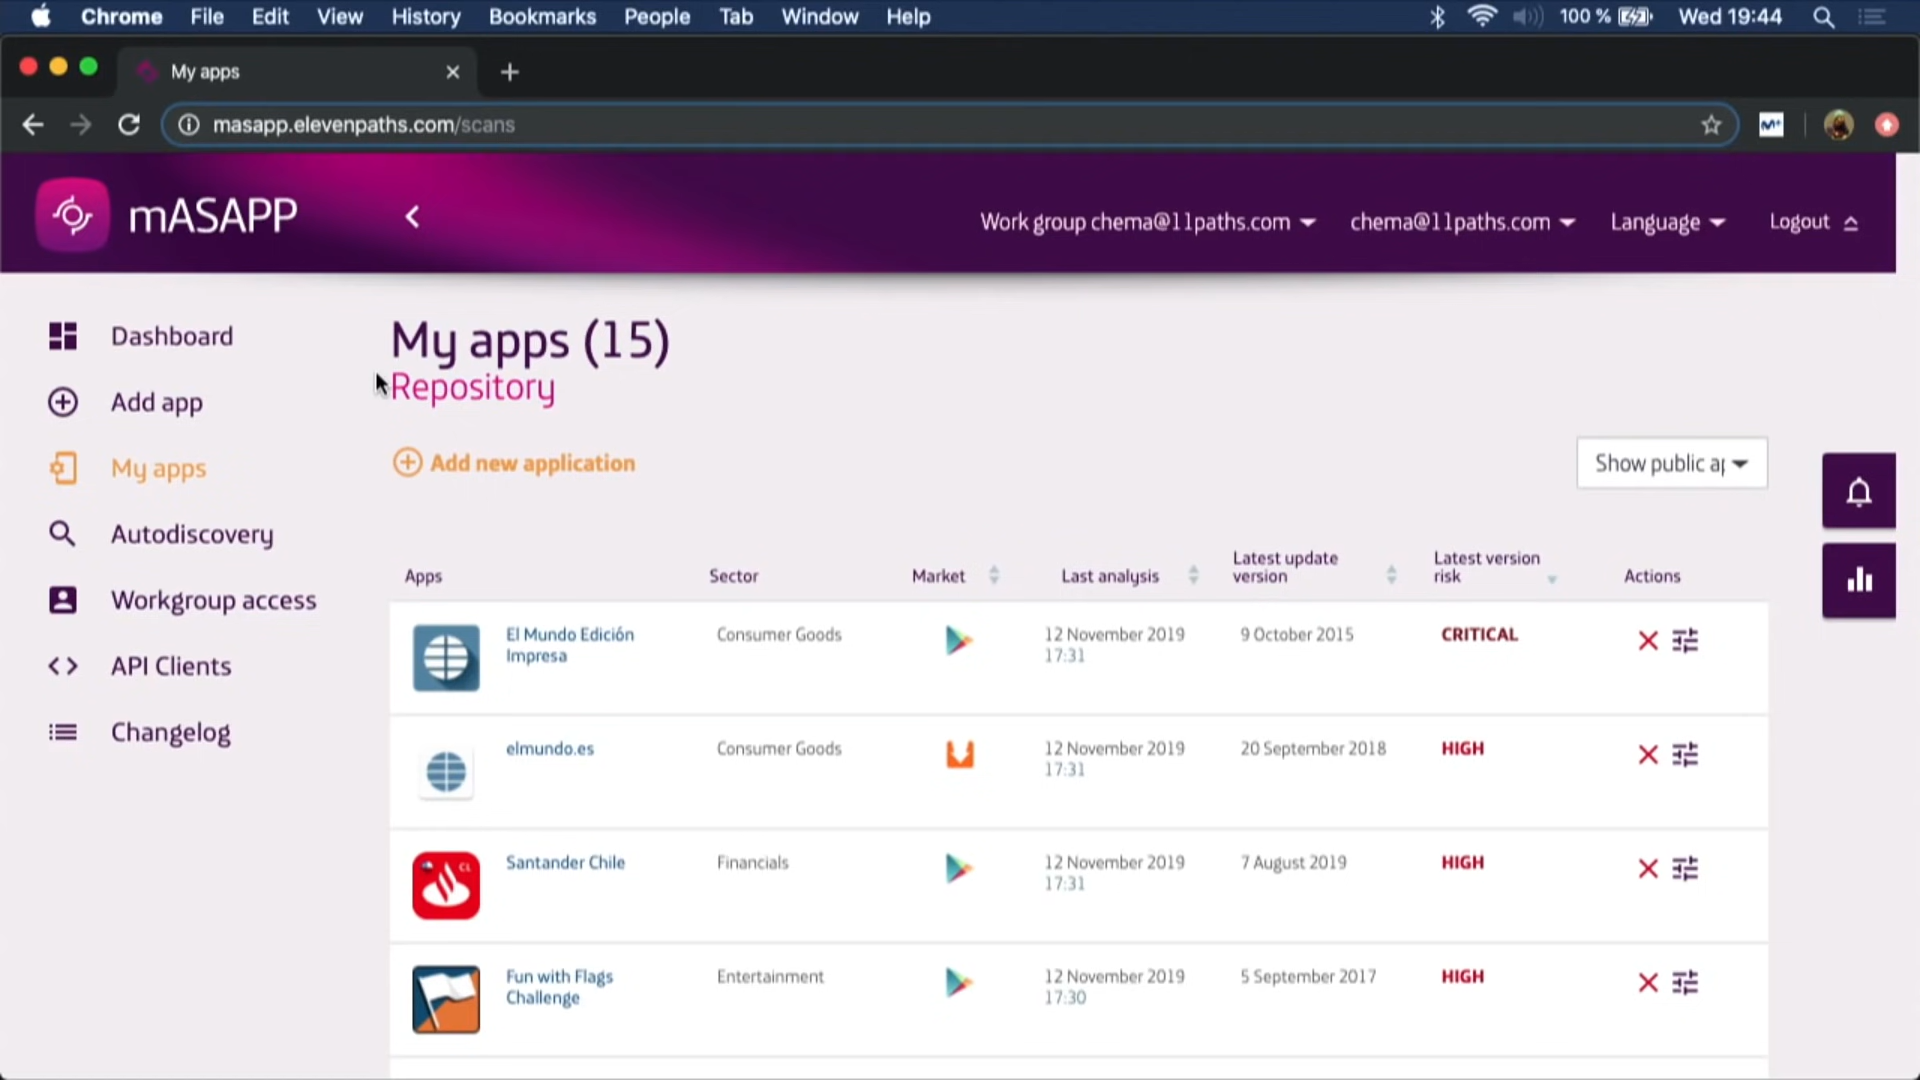 Chrome File Edit View History Bookmarks People Tab Window Help 100 % Wed 19:44
My apps
masapp.elevenpaths.com/scans
mASAPP
Work group chema@11paths.com chema@11paths.com Language Logout
Dashboard
Add app
My apps
Autodiscovery
Workgroup access
API Clients
Changelog
My apps (15)
Repository
Add new application
Show public ap
Apps Sector Market Last analysis Latest update version Latest version risk Actions
El Mundo Edición Consumer Goods 12 November 2019 9 October 2015 CRITICAL
Impresa 17:31
elmundo.es Consumer Goods 12 November 2019 20 September 2018 HIGH
17:31
CL
Santander Chile Financials 12 November 2019 7 August 2019 HIGH
17:31
Fun with Flags Entertainment 12 November 2019 5 September 2017 HIGH
Challenge 17:30